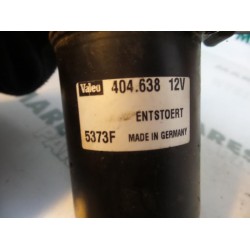 Valeo 404.638 12V
ENTSTOERT
5373F MADE IN GERMANY